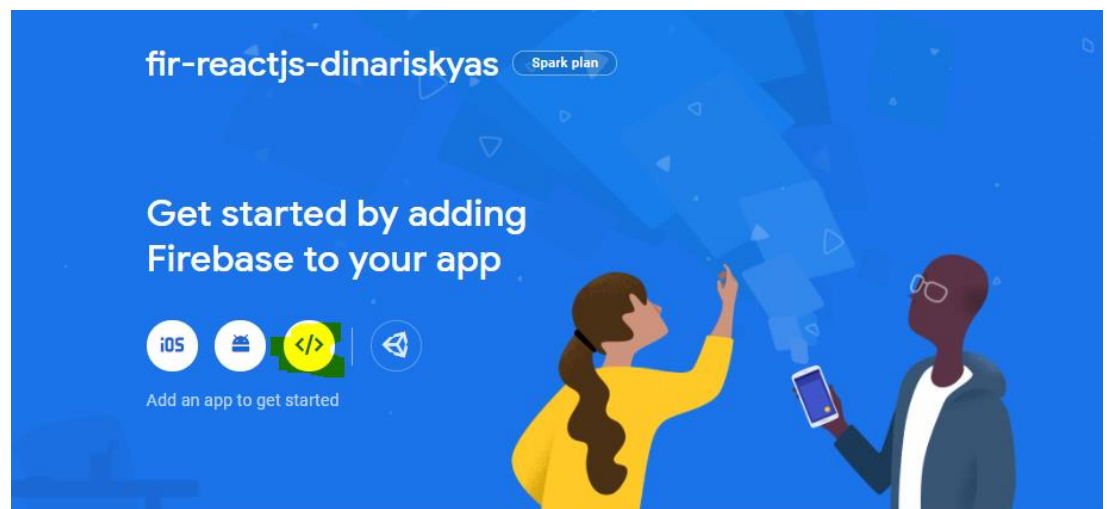 fir-reactjs-dinariskyas Spark plan
Get started by adding
Firebase to your app
iOS </>
Add an app to get started